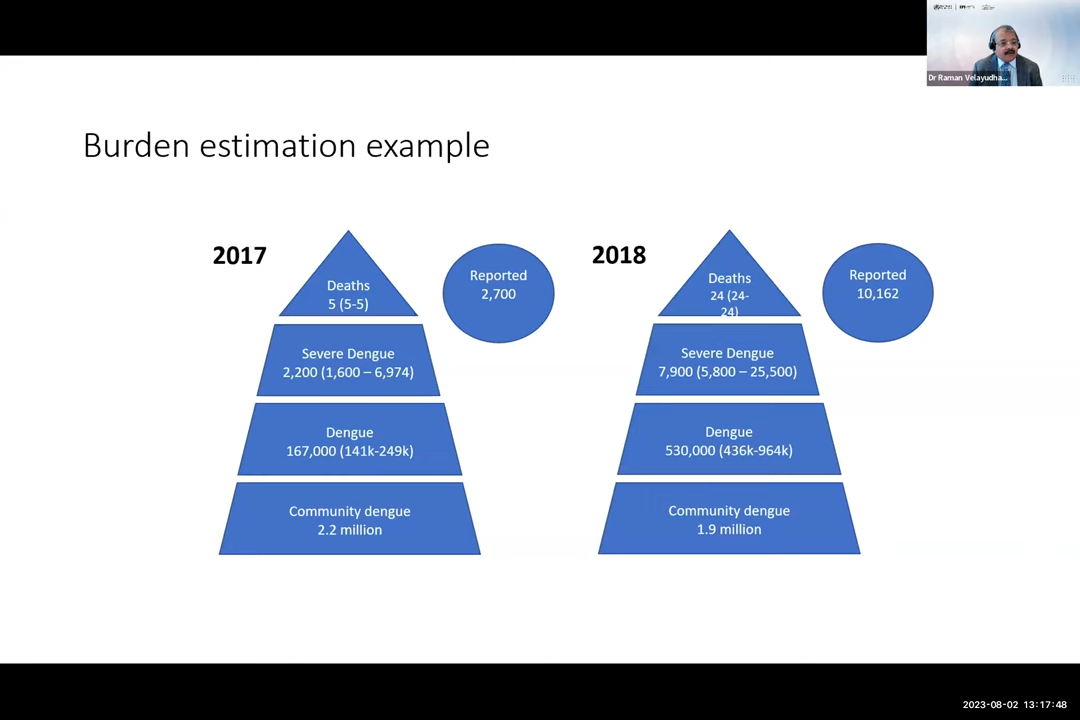 Dr Raman Velayudha...
Burden estimation example
2017
Deaths
5 (5-5)
Reported
2,700
Severe Dengue
2,200 (1,600 – 6,974)
Dengue
167,000 (141k-249k)
Community dengue
2.2 million
2018
Deaths
24 (24-
24)
Reported
10,162
Severe Dengue
7,900 (5,800 – 25,500)
Dengue
530,000 (436k-964k)
Community dengue
1.9 million
2023-08-02 13:17:48